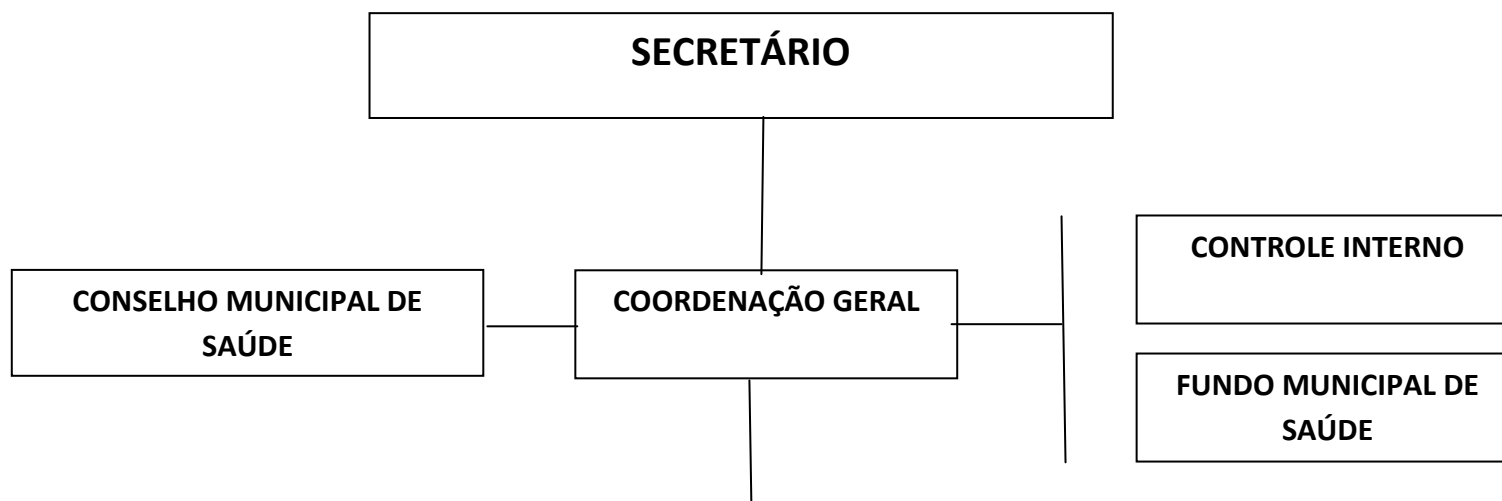 SECRETÁRIO
CONTROLE INTERNO
CONSELHO MUNICIPAL DE
SAÚDE
COORDENAÇÃO GERAL
FUNDO MUNICIPAL DE
SAÚDE